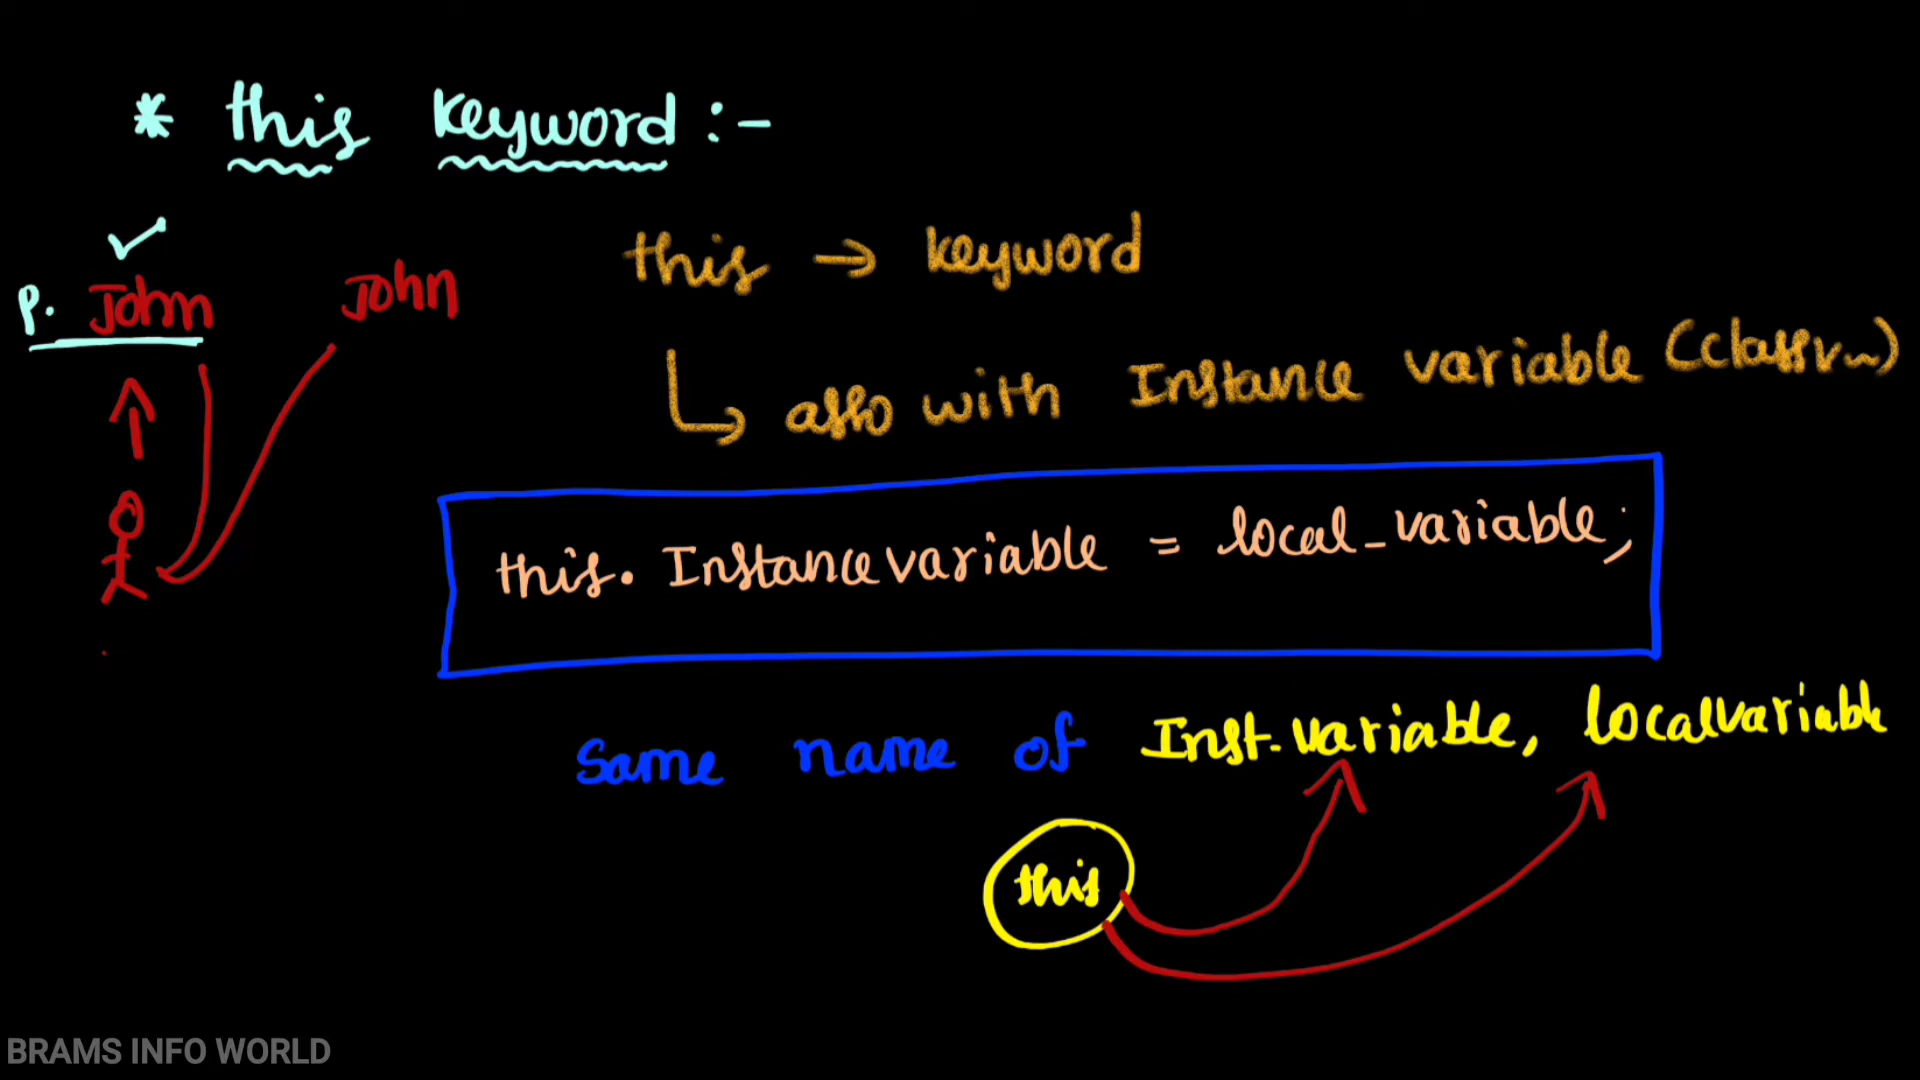 * this keyword :-
P. John
John
this → keyword
↳ also with Instance variable (class
this. Instancevariable = local_variable;
Same name of Inst. variable, localvariable
this
BRAMS INFO WORLD